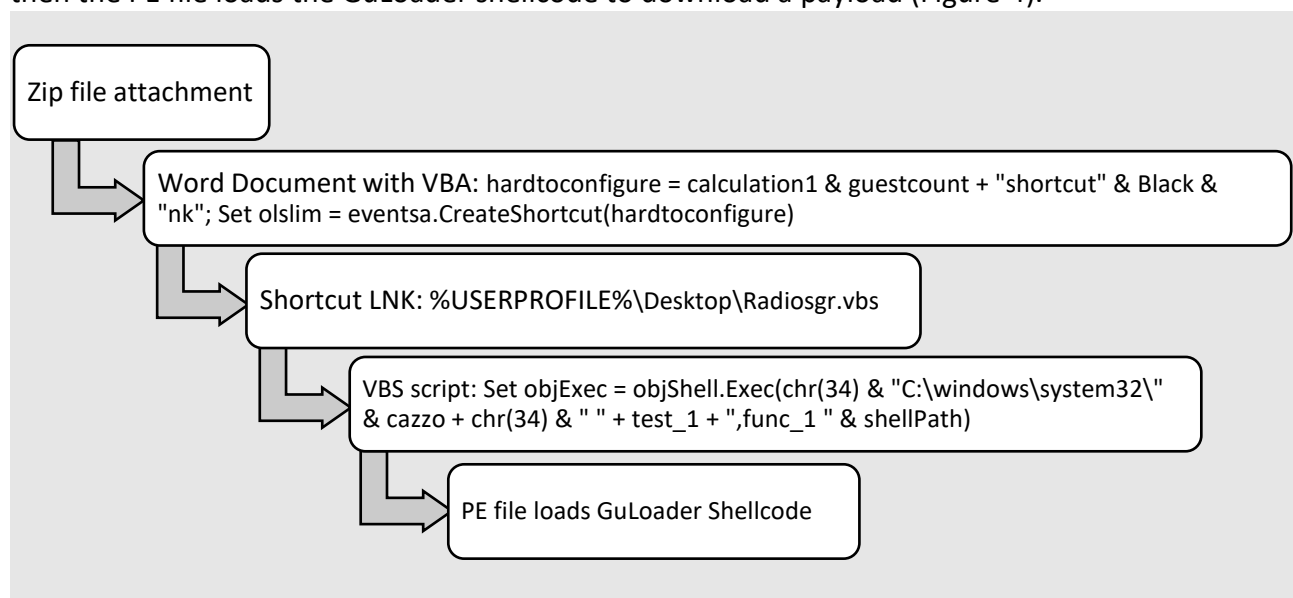 then the PE file loads the GuLoader shellcode to download a payload (Figure 4):
Zip file attachment
Word Document with VBA: hardtoconfigure = calculation1 & guestcount + "shortcut" & Black &
"nk"; Set olslim = eventsa.CreateShortcut(hardtoconfigure)
Shortcut LNK: %USERPROFILE%\Desktop\Radiosgr.vbs
VBS script: Set objExec = objShell.Exec(chr(34) & "C:\windows\system32\"
& cazzo + chr(34) & " " + test_1 + ",func_1 " & shellPath)
PE file loads GuLoader Shellcode